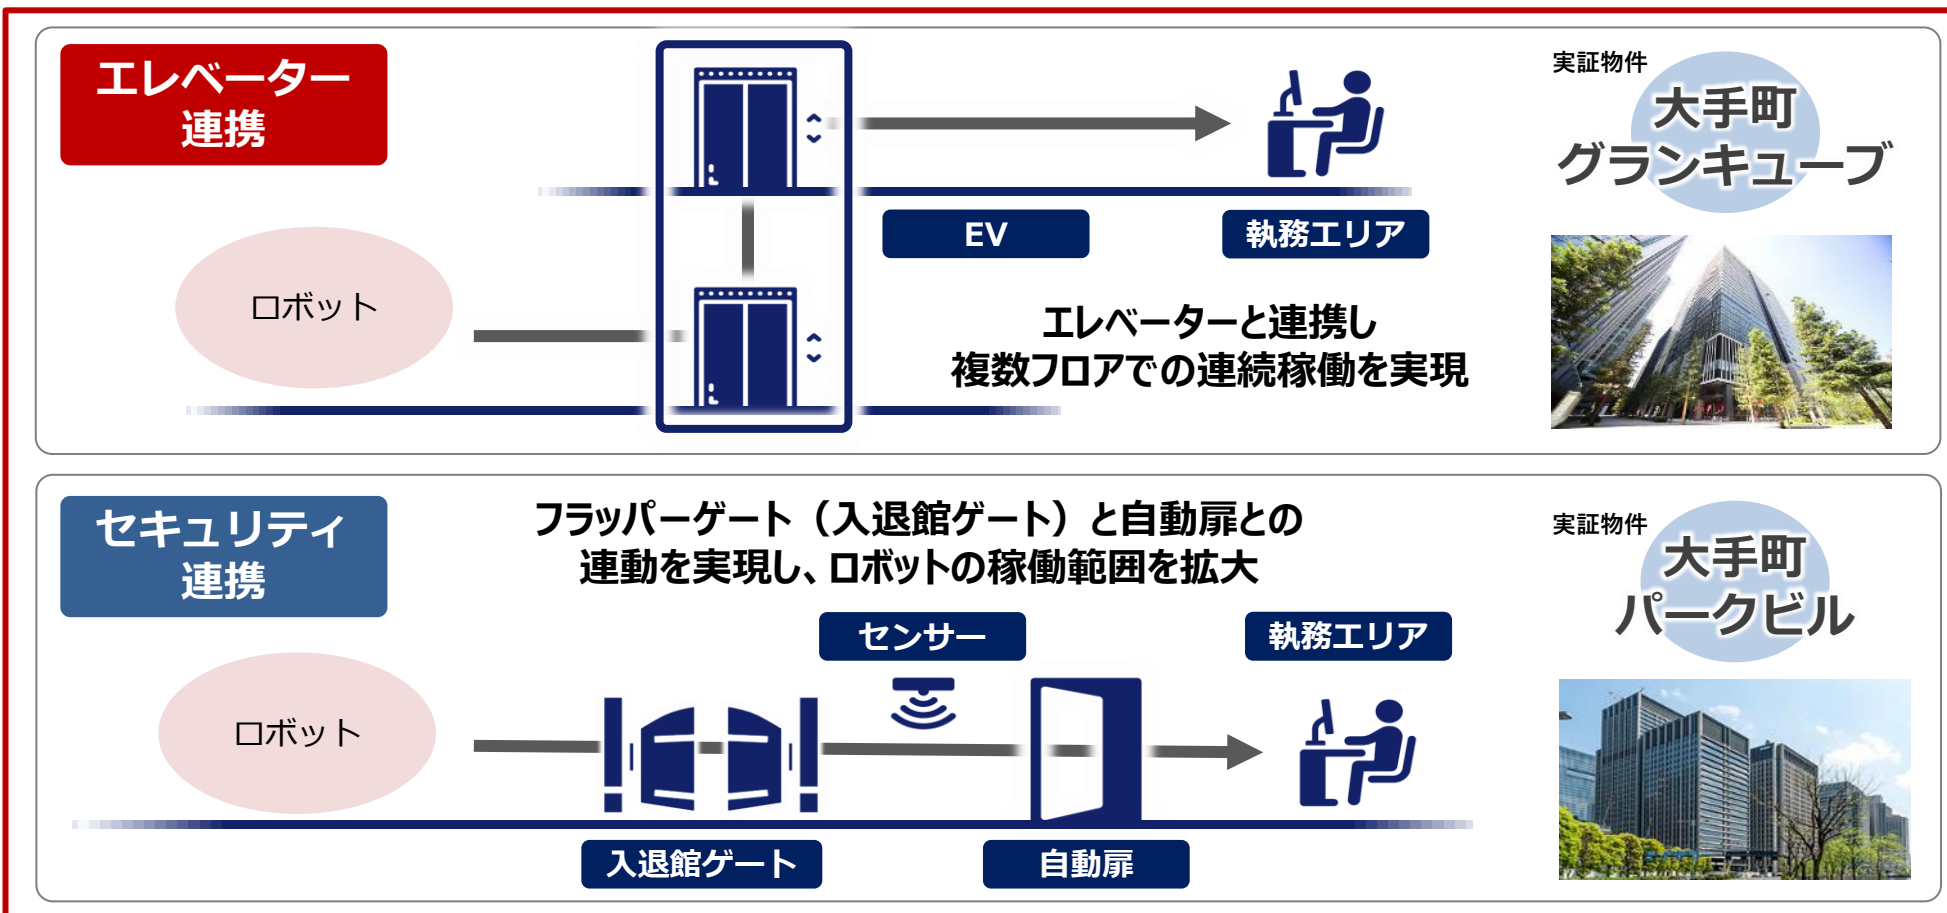 エレベーター
連携
実証物件
大手町
グランキューブ
EV
執務エリア
ロボット
エレベーターと連携し
複数フロアでの連続稼働を実現
セキュリティ
連携
フラッパーゲート（入退館ゲート）と自動扉との
連動を実現し、ロボットの稼働範囲を拡大
実証物件
大手町
パークビル
センサー
執務エリア
ロボット
入退館ゲート
自動扉